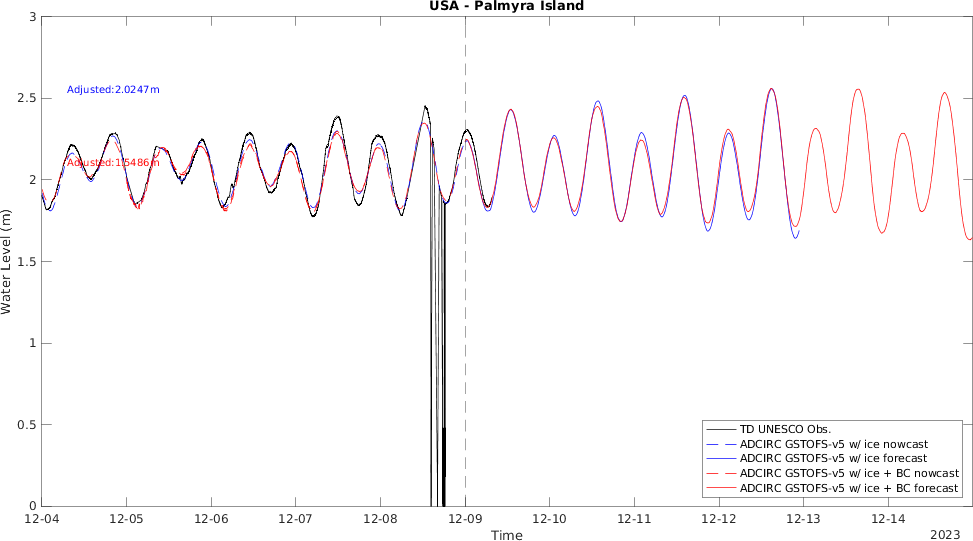 USA - Palmyra Island
3
2.5
2
1.5
1
0.5
0
Water Level (m)
Adjusted:2.0247m
Adjusted:1.5486m
12-04
12-05
12-06
12-07
12-08
12-09
12-10
12-11
12-12
12-13
12-14
Time
2023
TD UNESCO Obs.
ADCIRC GSTOFS-v5 w/ ice nowcast
ADCIRC GSTOFS-v5 w/ ice forecast
ADCIRC GSTOFS-v5 w/ ice + BC nowcast
ADCIRC GSTOFS-v5 w/ ice + BC forecast